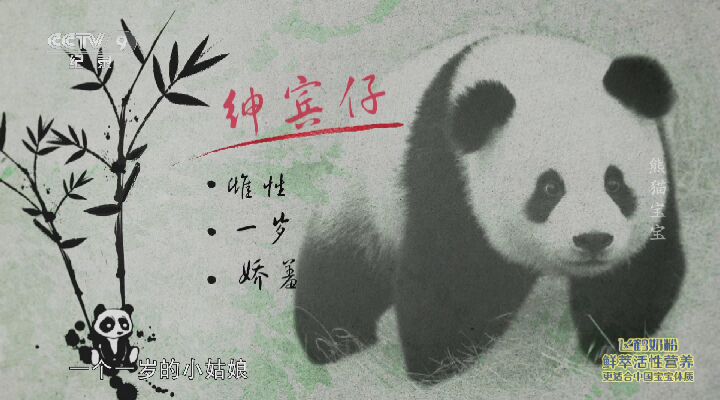 CCTV 9
纪录
绅宾仔
• 雌性
• 一岁
• 娇羞
熊猫宝宝
一个一岁的小姑娘
飞鹤奶粉
鲜萃活性营养
更适合中国宝宝体质